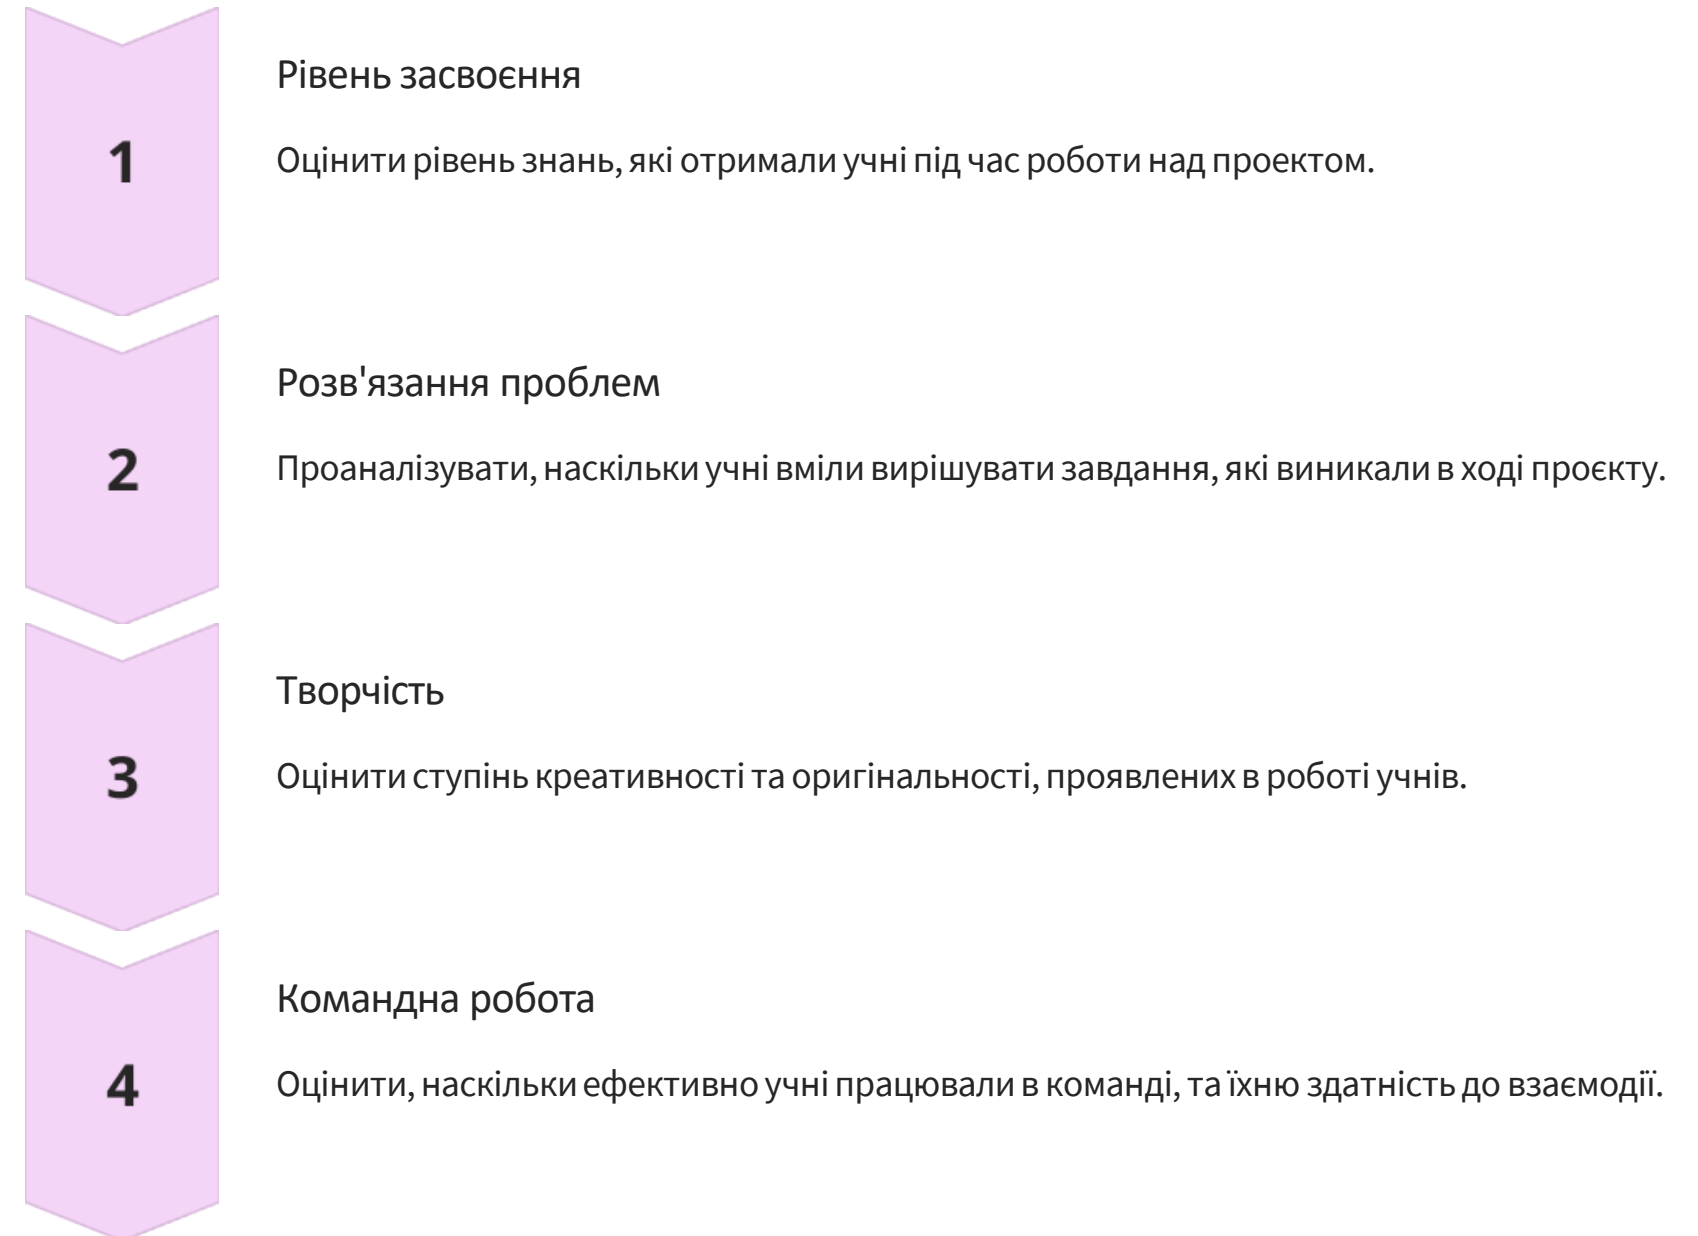 1
Рівень засвоєння
Оцінити рівень знань, які отримали учні під час роботи над проектом.
2
Розв'язання проблем
Проаналізувати, наскільки учні вміли вирішувати завдання, які виникали в ході проєкту.
3
Творчість
Оцінити ступінь креативності та оригінальності, проявлених в роботі учнів.
4
Командна робота
Оцінити, наскільки ефективно учні працювали в команді, та їхню здатність до взаємодії.